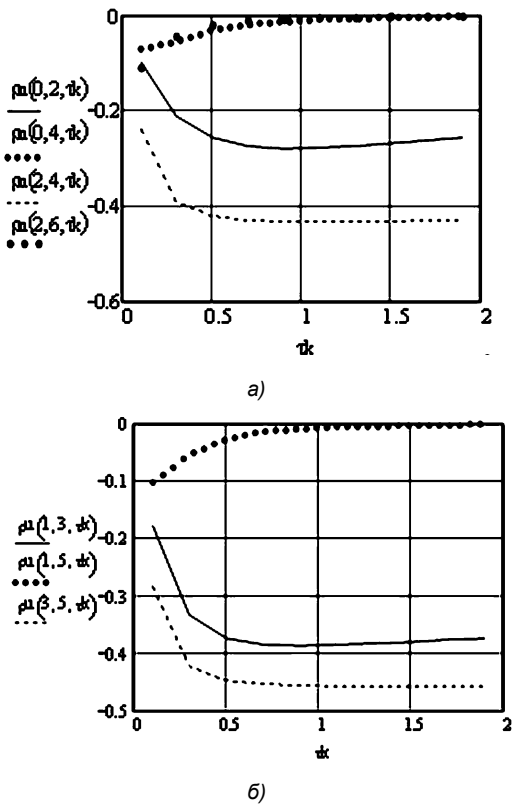 -0
ρu(0,2,τk)
ρu(0,4,τk)
ρu(2,4,τk)
ρu(2,6,τk)
-0.2
-0.4
-0.6
0 0.5 1 1.5 2
τk
а)
0
-0.1
ρu(1,3,τk)
ρu(1,5,τk)
ρu(3,5,τk)
-0.2
-0.3
-0.4
-0.5
0 0.5 1 1.5 2
τk
б)